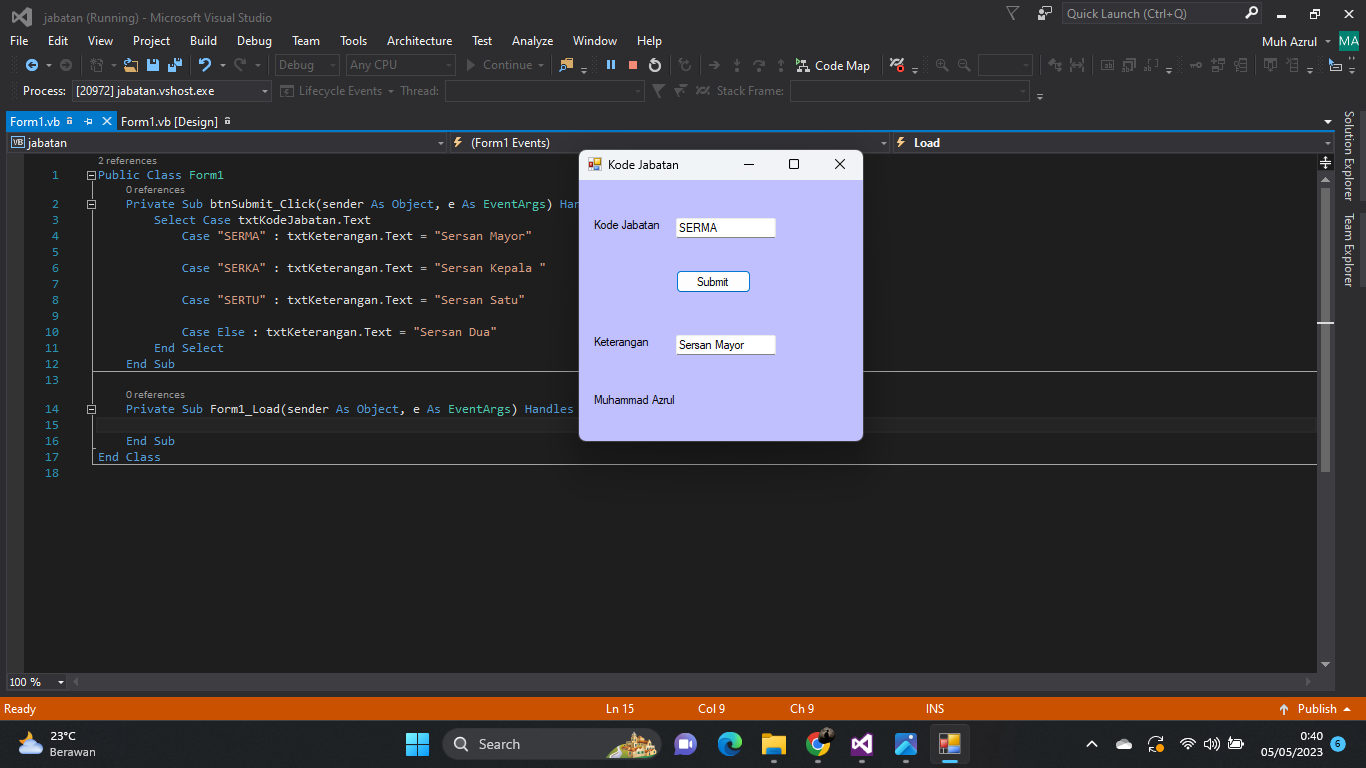 jabatan (Running) - Microsoft Visual Studio
Quick Launch (Ctrl+Q)
File Edit View Project Build Debug Team Tools Architecture Test Analyze Window Help
Muh Azrul MA
Debug Any CPU Continue Code Map
Process: [20972] jabatan.vshost.exe Lifecycle Events Thread: Stack Frame:
Form1.vb Form1.vb [Design]
VB jabatan (Form1 Events) Load
Solution Explorer
Team Explorer
2 references
1 Public Class Form1
0 references
2 Private Sub btnSubmit_Click(sender As Object, e As EventArgs) Han
3 Select Case txtKodeJabatan.Text
4 Case "SERMA" : txtKeterangan.Text = "Sersan Mayor"
5
6 Case "SERKA" : txtKeterangan.Text = "Sersan Kepala "
7
8 Case "SERTU" : txtKeterangan.Text = "Sersan Satu"
9
10 Case Else : txtKeterangan.Text = "Sersan Dua"
11 End Select
12 End Sub
13
0 references
14 Private Sub Form1_Load(sender As Object, e As EventArgs) Handles
15
16 End Sub
17 End Class
18
Kode Jabatan
Kode Jabatan SERMA
Submit
Keterangan Sersan Mayor
Muhammad Azrul
100 %
Ready Ln 15 Col 9 Ch 9 INS Publish
23°C
Berawan
Search
0:40
05/05/2023
6